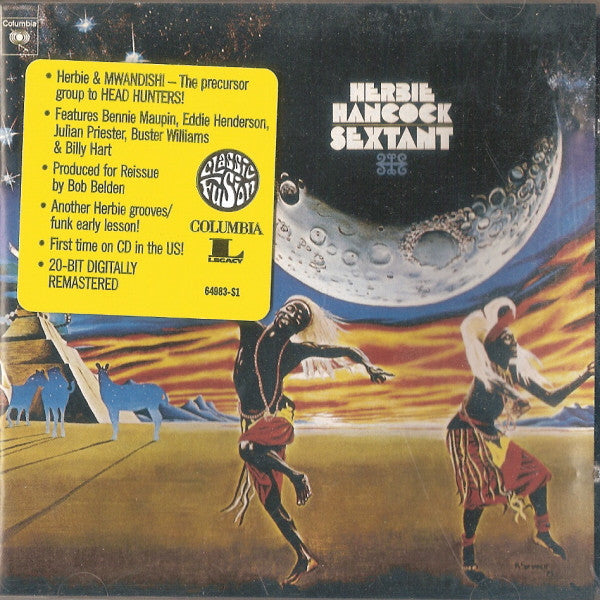 Columbia
• Herbie & MWANDISHI – The precursor
group to HEAD HUNTERS!
• Features Bennie Maupin, Eddie Henderson,
Julian Priester, Buster Williams
& Billy Hart
• Produced for Reissue
by Bob Belden
• Another Herbie grooves/
funk early lesson!
• First time on CD in the US!
• 20-BIT DIGITALLY
REMASTERED
CLASSIC
FUSION
COLUMBIA
L
LEGACY
64983-S1
HERBIE
HANCOCK
SEXTANT